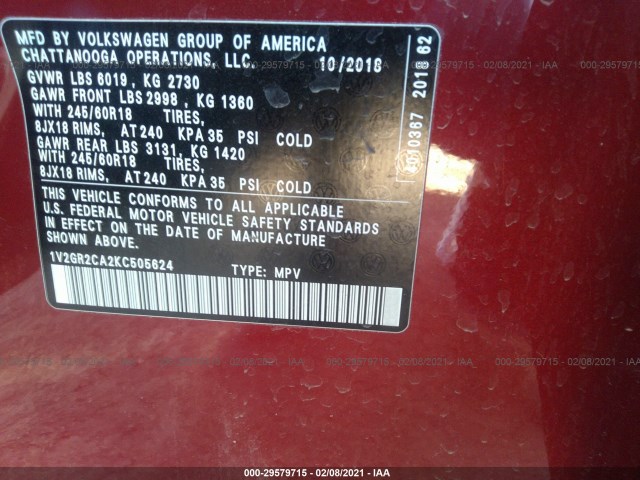 MFD BY VOLKSWAGEN GROUP OF AMERICA
CHATTANOOGA OPERATIONS, LLC. 10/2018
GVWR LBS 6019, KG 2730
GAWR FRONT LBS 2998, KG 1360
WITH 245/60R18 TIRES,
8JX18 RIMS, AT 240 KPA 35 PSI COLD
GAWR REAR LBS 3131, KG 1420
WITH 245/60R18 TIRES,
8JX18 RIMS, AT 240 KPA 35 PSI COLD
THIS VEHICLE CONFORMS TO ALL APPLICABLE
U.S. FEDERAL MOTOR VEHICLE SAFETY STANDARDS
IN EFFECT ON THE DATE OF MANUFACTURE
SHOWN ABOVE.
1V2GR2CA2KC505624 TYPE: MPV
2018 62
000-29579715 - 02/08/2021 - IAA